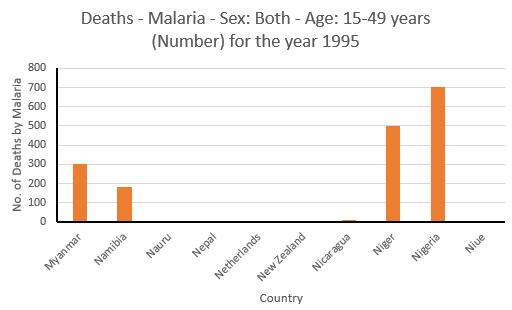 Deaths - Malaria - Sex: Both - Age: 15-49 years
(Number) for the year 1995
No. of Deaths by Malaria
800
700
600
500
400
300
200
100
0
Myanmar
Namibia
Nauru
Nepal
Netherlands
New Zealand
Nicaragua
Niger
Nigeria
Niue
Country